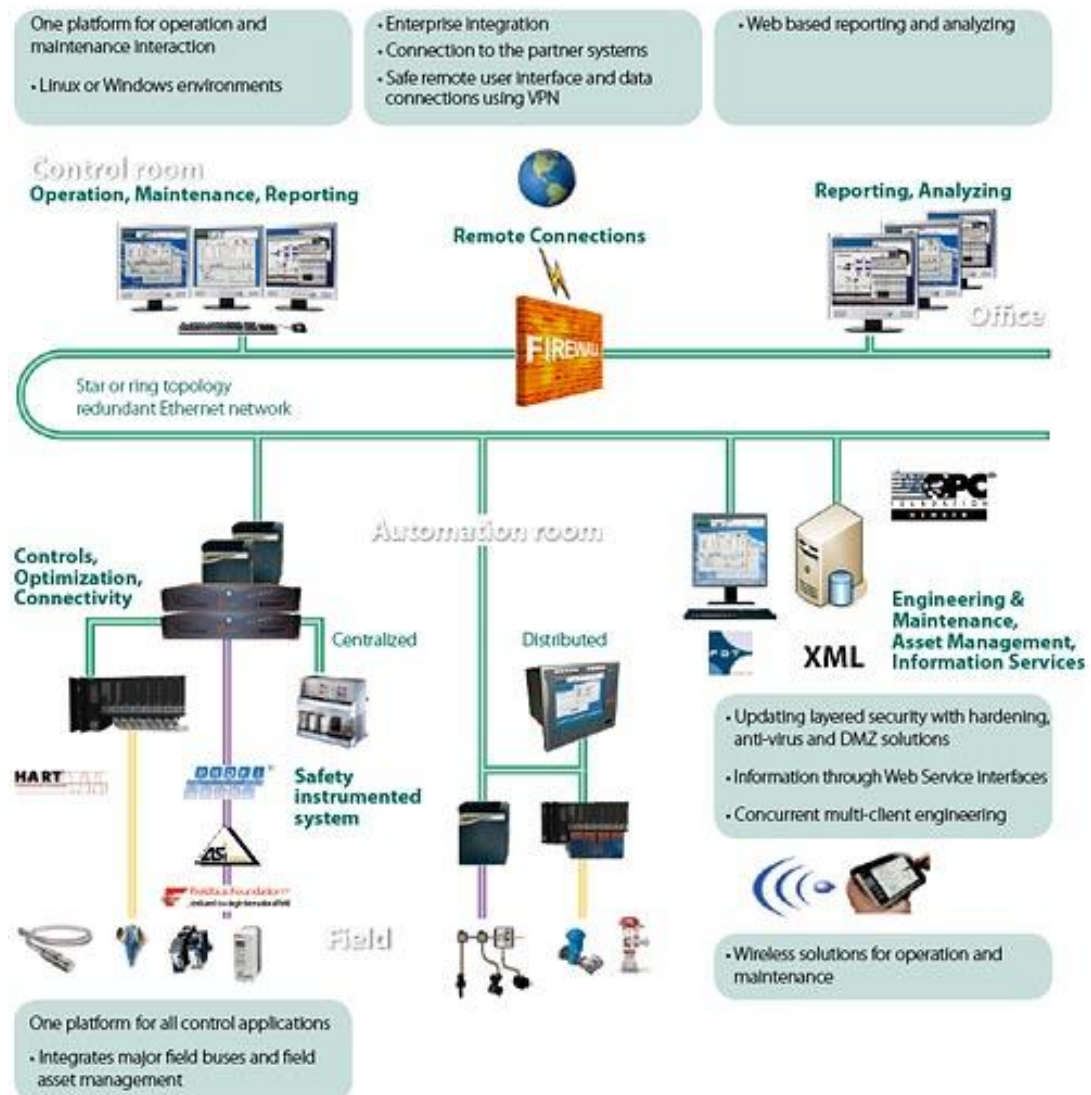 One platform for operation and
maintenance interaction
• Linux or Windows environments
• Enterprise integration
• Connection to the partner systems
• Safe remote user interface and data
connections using VPN
• Web based reporting and analyzing
Control room
Operation, Maintenance, Reporting
Remote Connections
Reporting, Analyzing
Office
FIREWALL
Star or ring topology
redundant Ethernet network
Automation room
Controls,
Optimization,
Connectivity
Centralized
Distributed
OPC
FOUNDATION
MEMBER
Engineering &
Maintenance,
Asset Management,
Information Services
FDT
XML
HART
Safety
instrumented
system
ASi
Fieldbus Foundation
Field
• Updating layered security with hardening,
anti-virus and DMZ solutions
• Information through Web Service interfaces
• Concurrent multi-client engineering
• Wireless solutions for operation and
maintenance
One platform for all control applications
• Integrates major field buses and field
asset management